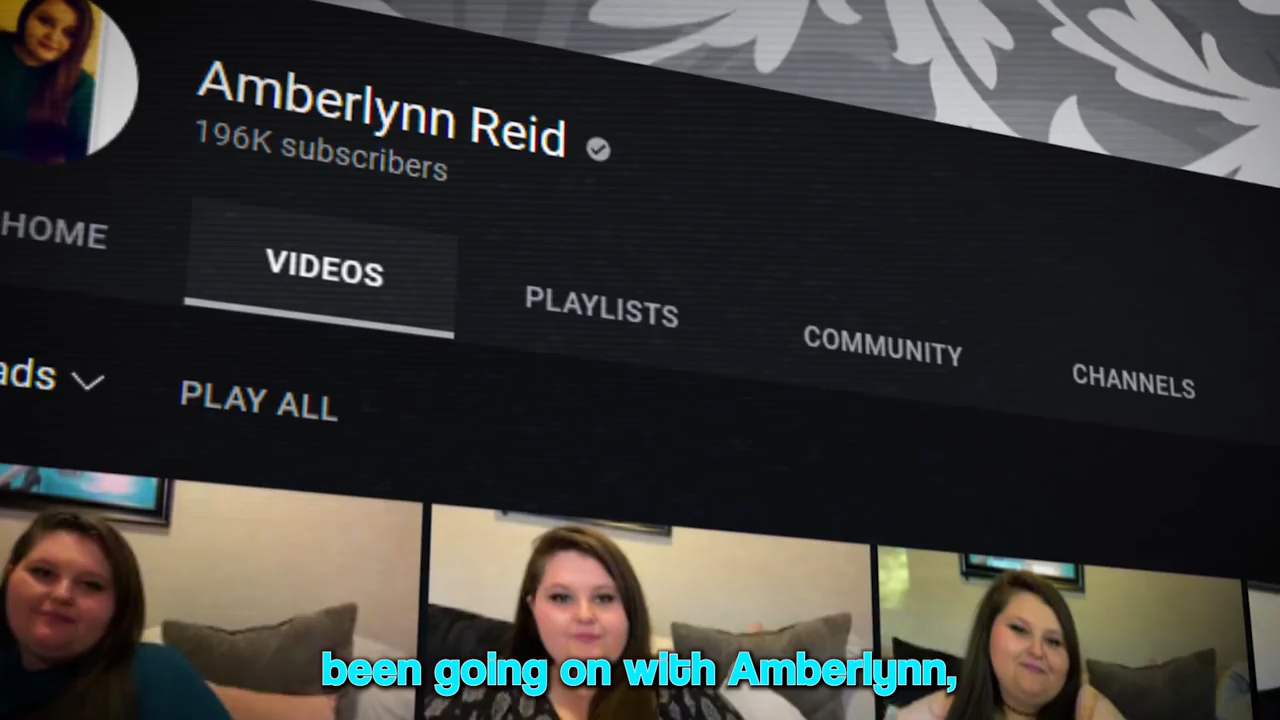 Amberlynn Reid
196K subscribers
HOME VIDEOS PLAYLISTS COMMUNITY CHANNELS
ads PLAY ALL
been going on with Amberlynn,